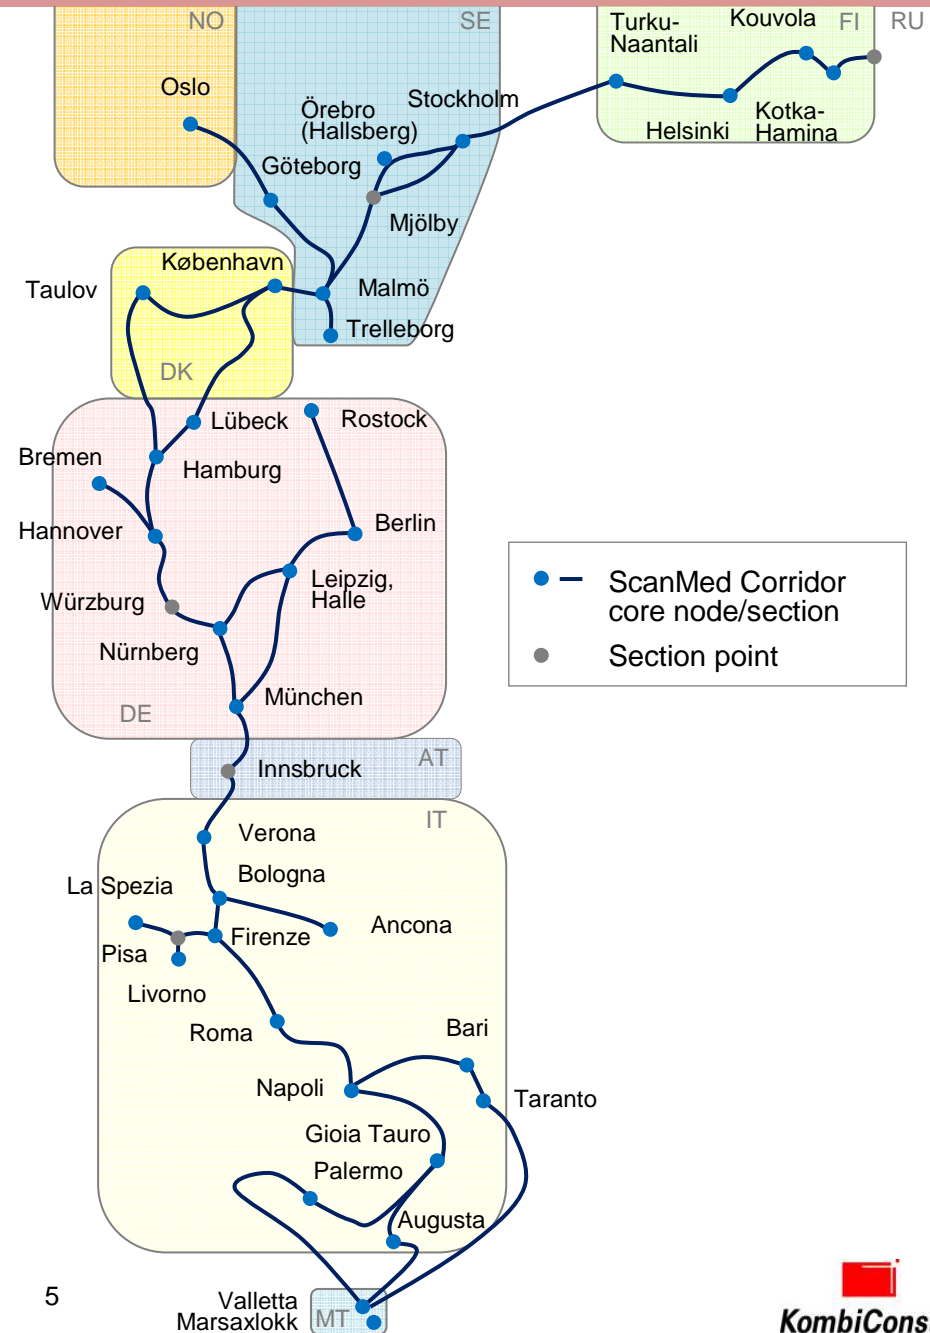 NO
SE
Turku-
Naantali
Kouvola
FI
RU
Oslo
Örebro
(Hallsberg)
Stockholm
Kotka-
Hamina
Helsinki
Göteborg
Mjölby
København
Taulov
Malmö
Trelleborg
DK
Lübeck
Rostock
Bremen
Hamburg
Hannover
Berlin
Leipzig,
Halle
Würzburg
Nürnberg
München
DE
ScanMed Corridor
core node/section
Section point
Innsbruck
AT
IT
Verona
Bologna
La Spezia
Ancona
Firenze
Pisa
Livorno
Roma
Bari
Napoli
Taranto
Gioia Tauro
Palermo
Augusta
5
Valletta
Marsaxlokk
MT
KombiCons